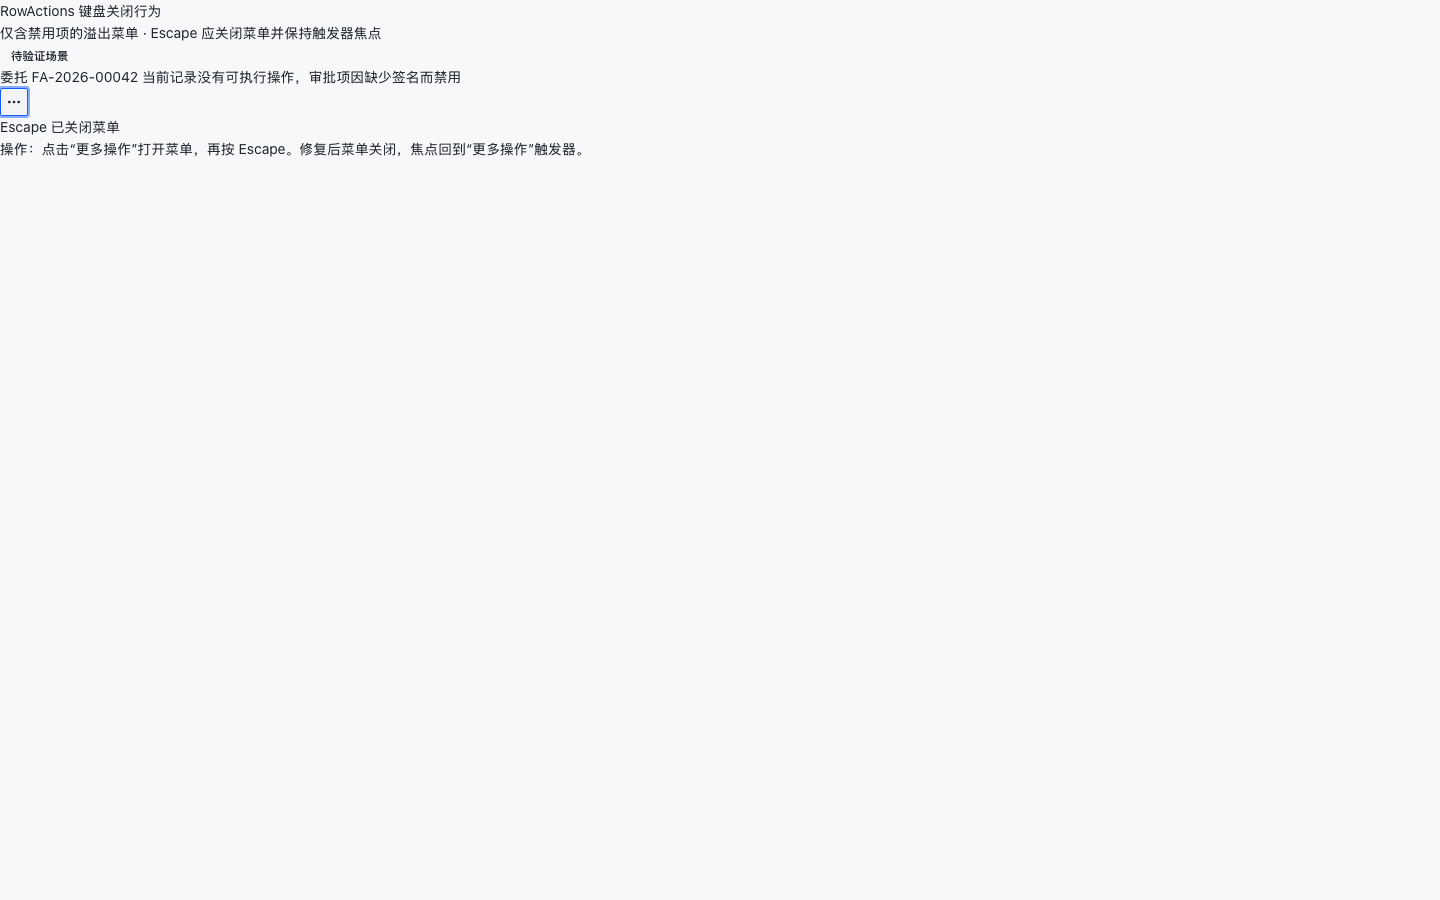 RowActions 键盘关闭行为
仅含禁用项的溢出菜单 · Escape 应关闭菜单并保持触发器焦点
待验证场景
委托 FA-2026-00042 当前记录没有可执行操作，审批项因缺少签名而禁用
···
Escape 已关闭菜单
操作：点击“更多操作”打开菜单，再按 Escape。修复后菜单关闭，焦点回到“更多操作”触发器。